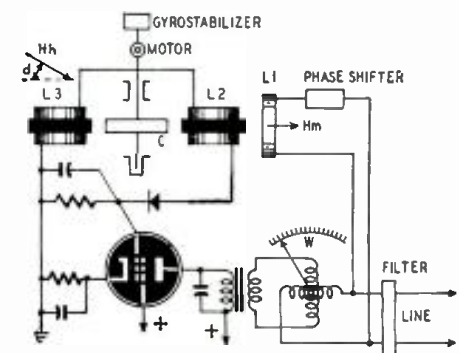 GYROSTABILIZER
MOTOR
Hh
d
L3
L2
C
L1
PHASE SHIFTER
Hm
W
FILTER
LINE
+
+